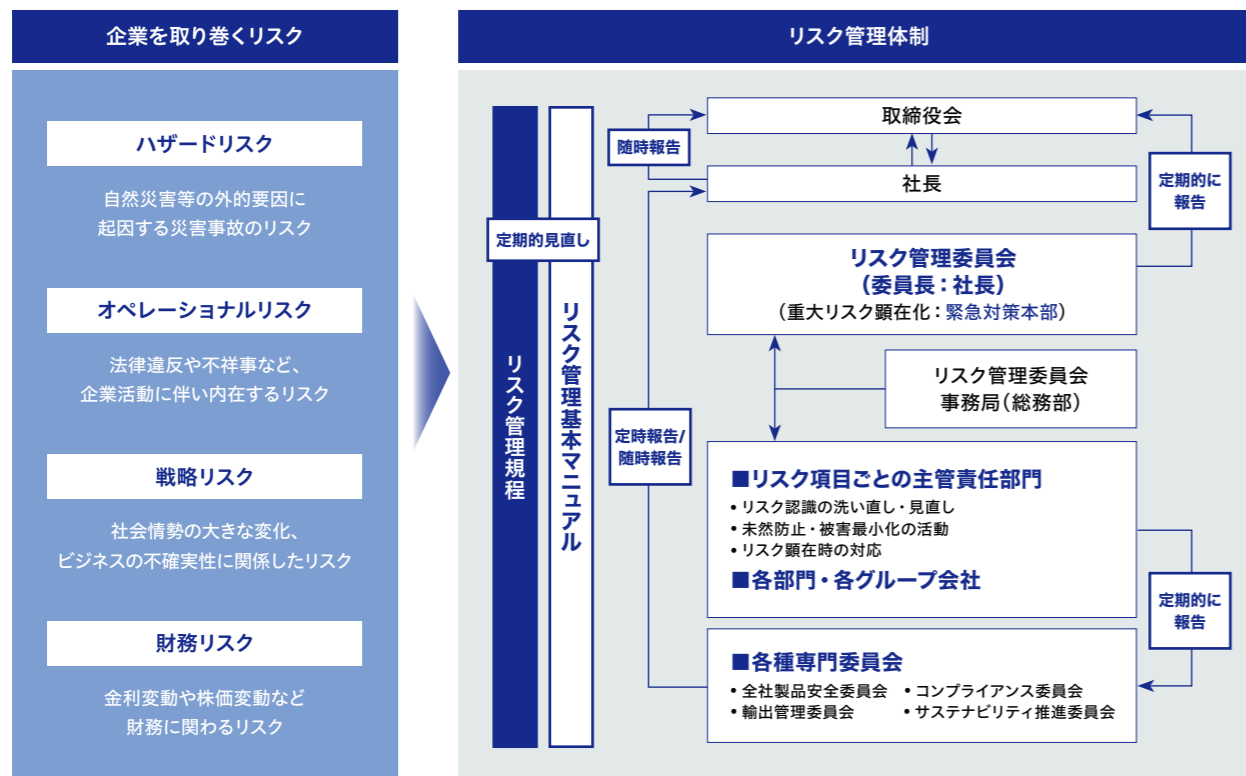 企業を取り巻くリスク
ハザードリスク
自然災害等の外的要因に
起因する災害事故のリスク
オペレーショナルリスク
法律違反や不祥事など、
企業活動に伴い内在するリスク
戦略リスク
社会情勢の大きな変化、
ビジネスの不確実性に関係したリスク
財務リスク
金利変動や株価変動など
財務に関わるリスク
リスク管理体制
リスク管理規程
リスク管理基本マニュアル
定期的見直し
随時報告
定時報告/
随時報告
取締役会
社長
定期的に
報告
リスク管理委員会
(委員長:社長)
(重大リスク顕在化:緊急対策本部)
リスク管理委員会
事務局(総務部)
■リスク項目ごとの主管責任部門
• リスク認識の洗い直し・見直し
• 未然防止・被害最小化の活動
• リスク顕在時の対応
■各部門・各グループ会社
定期的に
報告
■各種専門委員会
• 全社製品安全委員会 • コンプライアンス委員会
• 輸出管理委員会 • サステナビリティ推進委員会